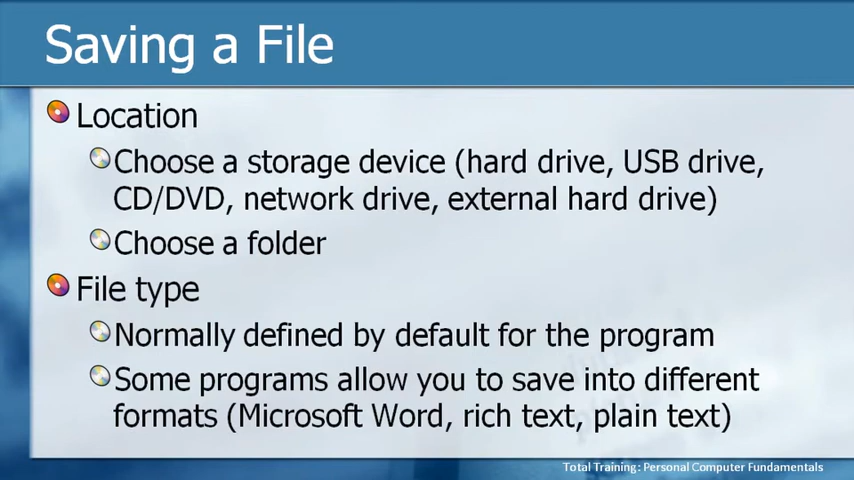 Saving a File
Location
Choose a storage device (hard drive, USB drive,
CD/DVD, network drive, external hard drive)
Choose a folder
File type
Normally defined by default for the program
Some programs allow you to save into different
formats (Microsoft Word, rich text, plain text)
Total Training: Personal Computer Fundamentals